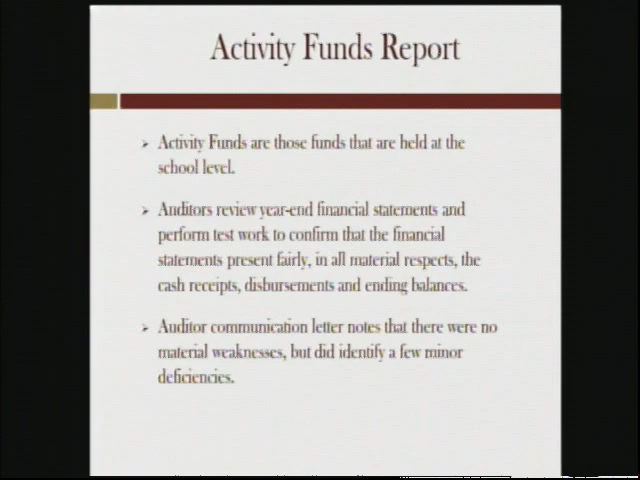 Activity Funds Report
Activity Funds are those funds that are held at the
school level.
Auditors review year-end financial statements and
perform test work to confirm that the financial
statements present fairly, in all material respects, the
cash receipts, disbursements and ending balances.
Auditor communication letter notes that there were no
material weaknesses, but did identify a few minor
deficiencies.